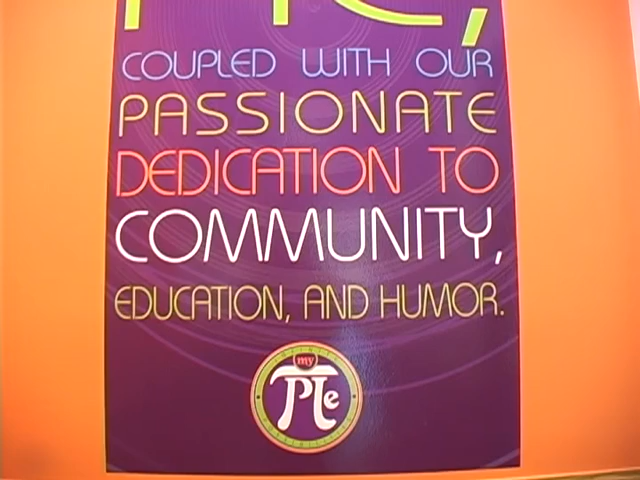 COUPLED WITH OUR
PASSIONATE
DEDICATION TO
COMMUNITY,
EDUCATION, AND HUMOR.
my
PIe